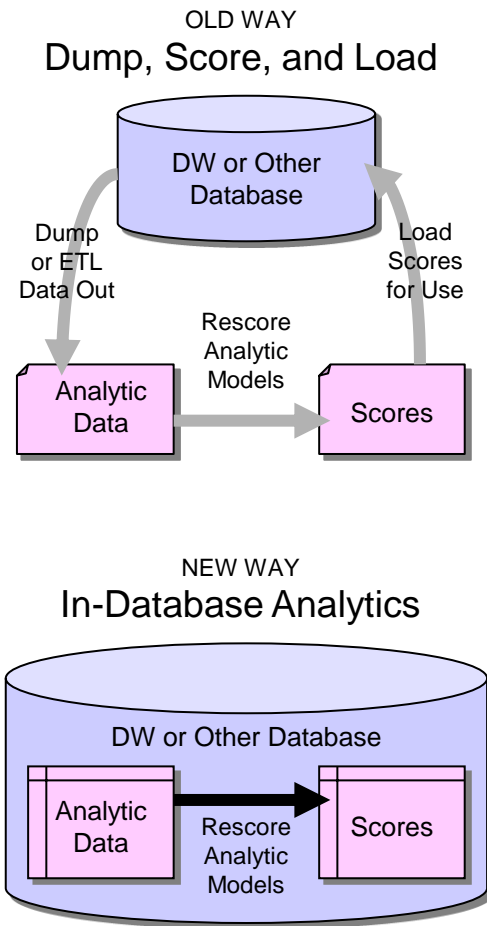 OLD WAY
Dump, Score, and Load
DW or Other
Database
Dump
or ETL
Data Out
Load
Scores
for Use
Rescore
Analytic
Models
Analytic
Data
Scores
NEW WAY
In-Database Analytics
DW or Other Database
Analytic
Data
Rescore
Analytic
Models
Scores